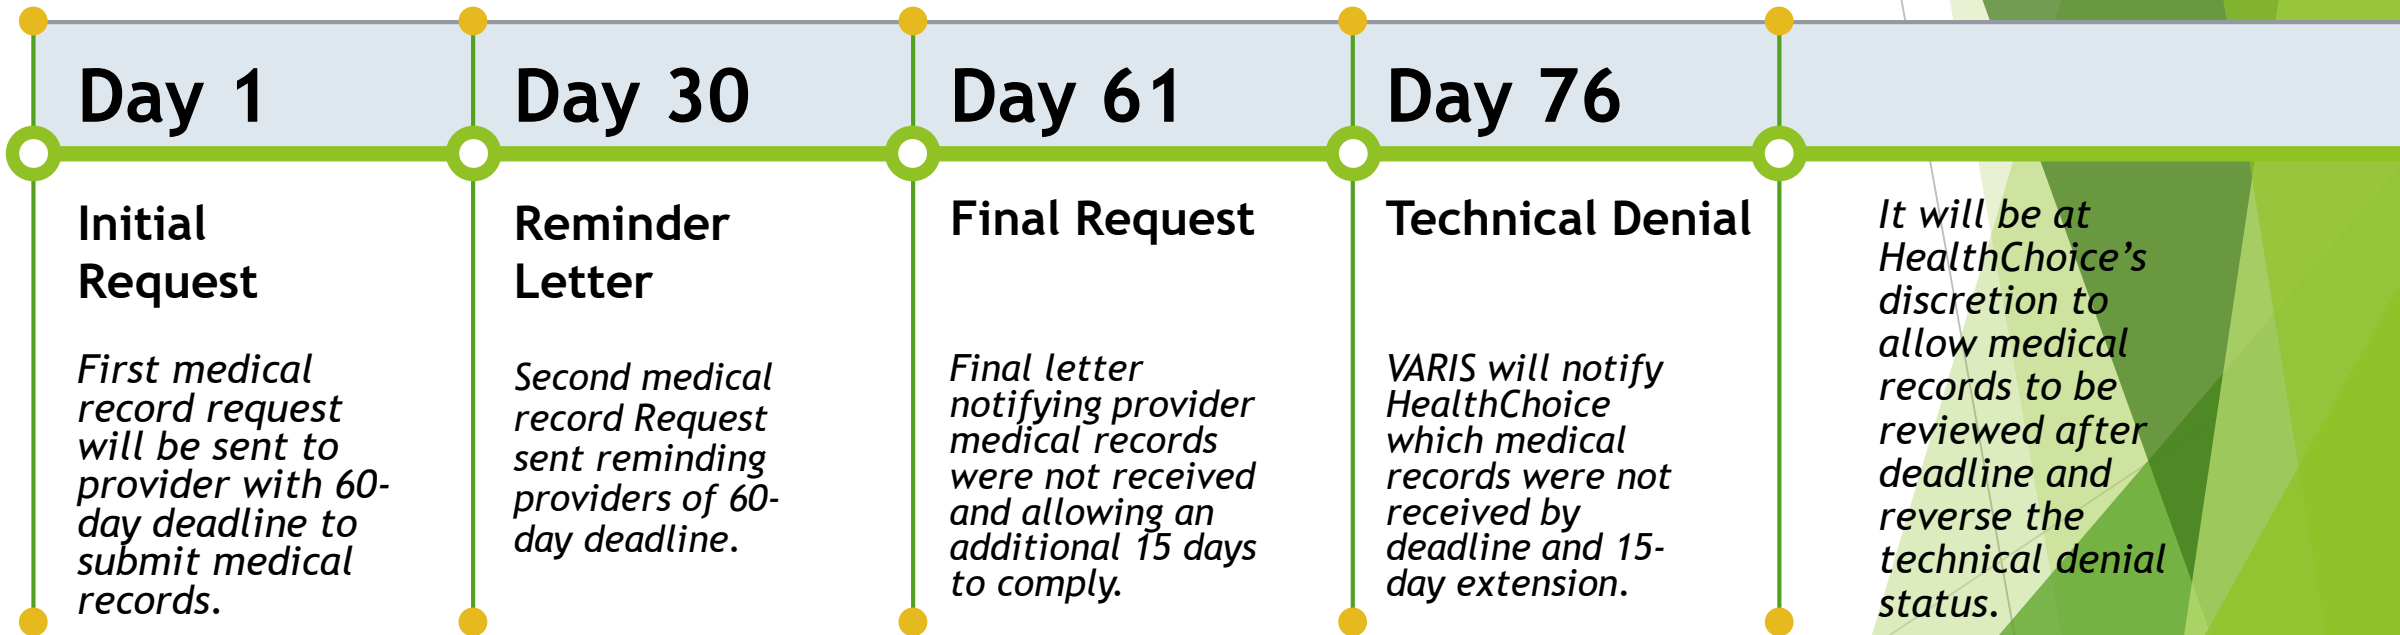 Day 1
Initial
Request
First medical
record request
will be sent to
provider with 60-
day deadline to
submit medical
records.
Day 30
Reminder
Letter
Second medical
record Request
sent reminding
providers of 60-
day deadline.
Day 61
Final Request
Final letter
notifying provider
medical records
were not received
and allowing an
additional 15 days
to comply.
Day 76
Technical Denial
VARIS will notify
HealthChoice
which medical
records were not
received by
deadline and 15-
day extension.
It will be at
HealthChoice’s
discretion to
allow medical
records to be
reviewed after
deadline and
reverse the
technical denial
status.